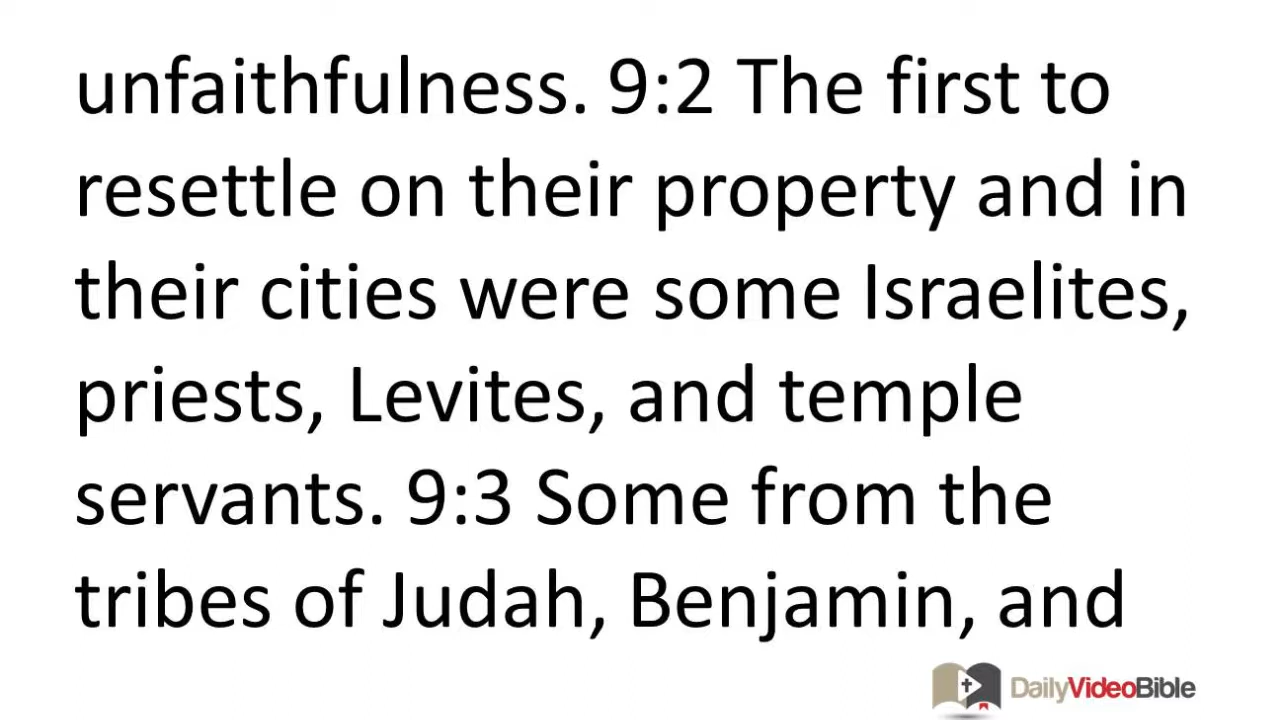 unfaithfulness. 9:2 The first to
resettle on their property and in
their cities were some Israelites,
priests, Levites, and temple
servants. 9:3 Some from the
tribes of Judah, Benjamin, and
DailyVideoBible